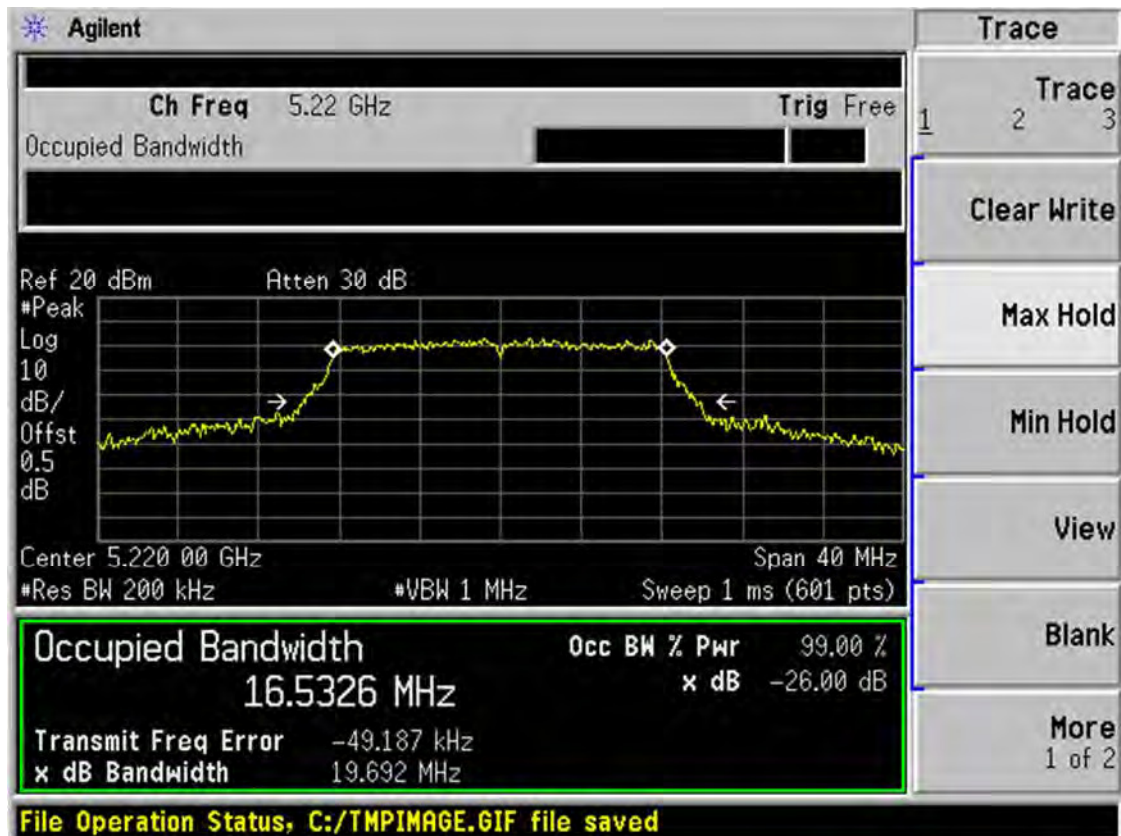 Agilent
Trace
Ch Freq 5.22 GHz Trig Free
Occupied Bandwidth
Trace
1 2 3
Clear Write
Ref 20 dBm Atten 30 dB
#Peak
Log
10
dB/
Offst
0.5
dB
Max Hold
Min Hold
View
Center 5.220 00 GHz Span 40 MHz
#Res BW 200 kHz #VBW 1 MHz Sweep 1 ms (601 pts)
Occupied Bandwidth
16.5326 MHz
Occ BW % Pwr 99.00 %
x dB -26.00 dB
Transmit Freq Error -49.187 kHz
x dB Bandwidth 19.692 MHz
Blank
More
1 of 2
File Operation Status, C:/TMPIMAGE.GIF file saved